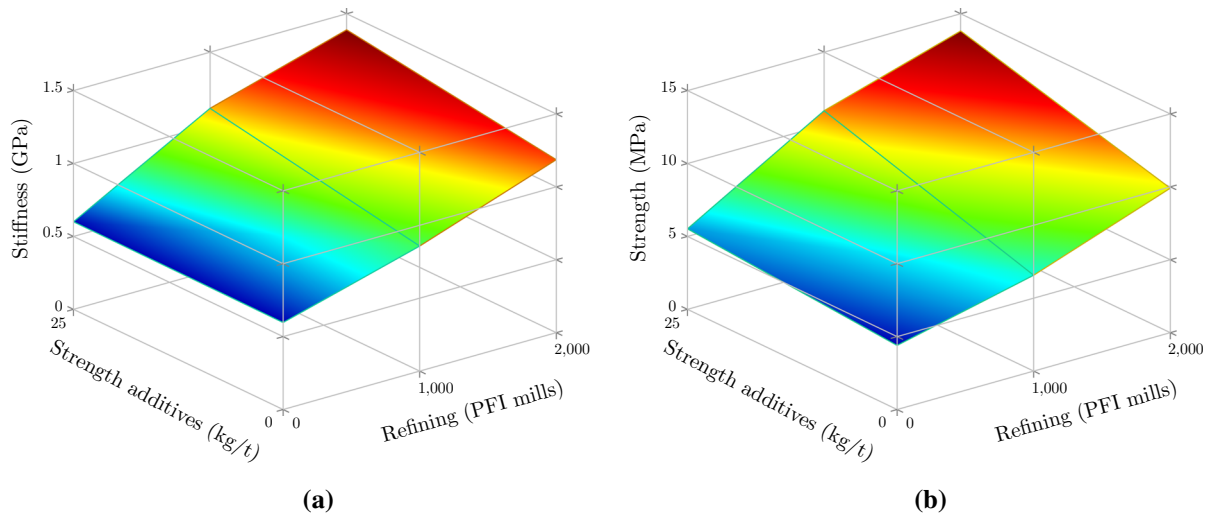 1.5
1
0.5
0
25
Stiffness (GPa)
Strength additives (kg/t)
0
0
1,000
2,000
Refining (PFI mills)
(a)
15
10
5
0
25
Strength (MPa)
Strength additives (kg/t)
0
0
1,000
2,000
Refining (PFI mills)
(b)